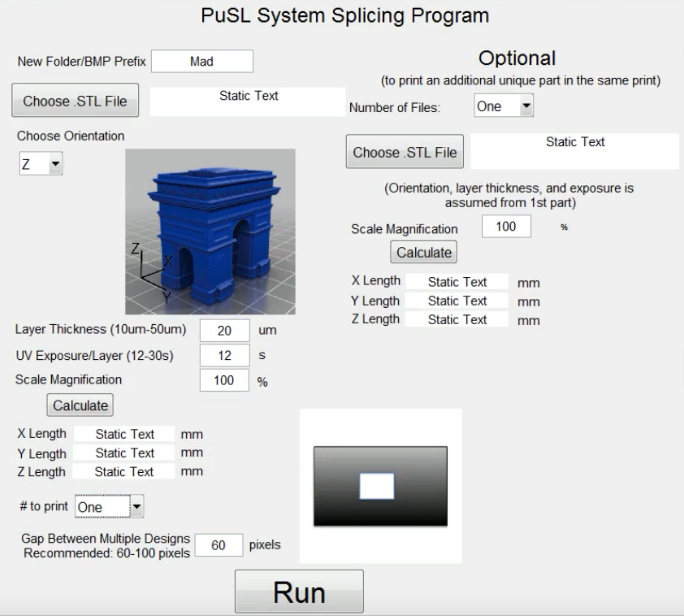 PuSL System Splicing Program
New Folder/BMP Prefix Mad
Choose .STL File Static Text
Choose Orientation
Z
Z X
Y
Layer Thickness (10um-50um) 20 um
UV Exposure/Layer (12-30s) 12 s
Scale Magnification 100 %
Calculate
X Length Static Text mm
Y Length Static Text mm
Z Length Static Text mm
# to print One
Gap Between Multiple Designs
Recommended: 60-100 pixels 60 pixels
Optional
(to print an additional unique part in the same print)
Number of Files: One
Choose .STL File Static Text
(Orientation, layer thickness, and exposure is
assumed from 1st part)
Scale Magnification 100 %
Calculate
X Length Static Text mm
Y Length Static Text mm
Z Length Static Text mm
Run